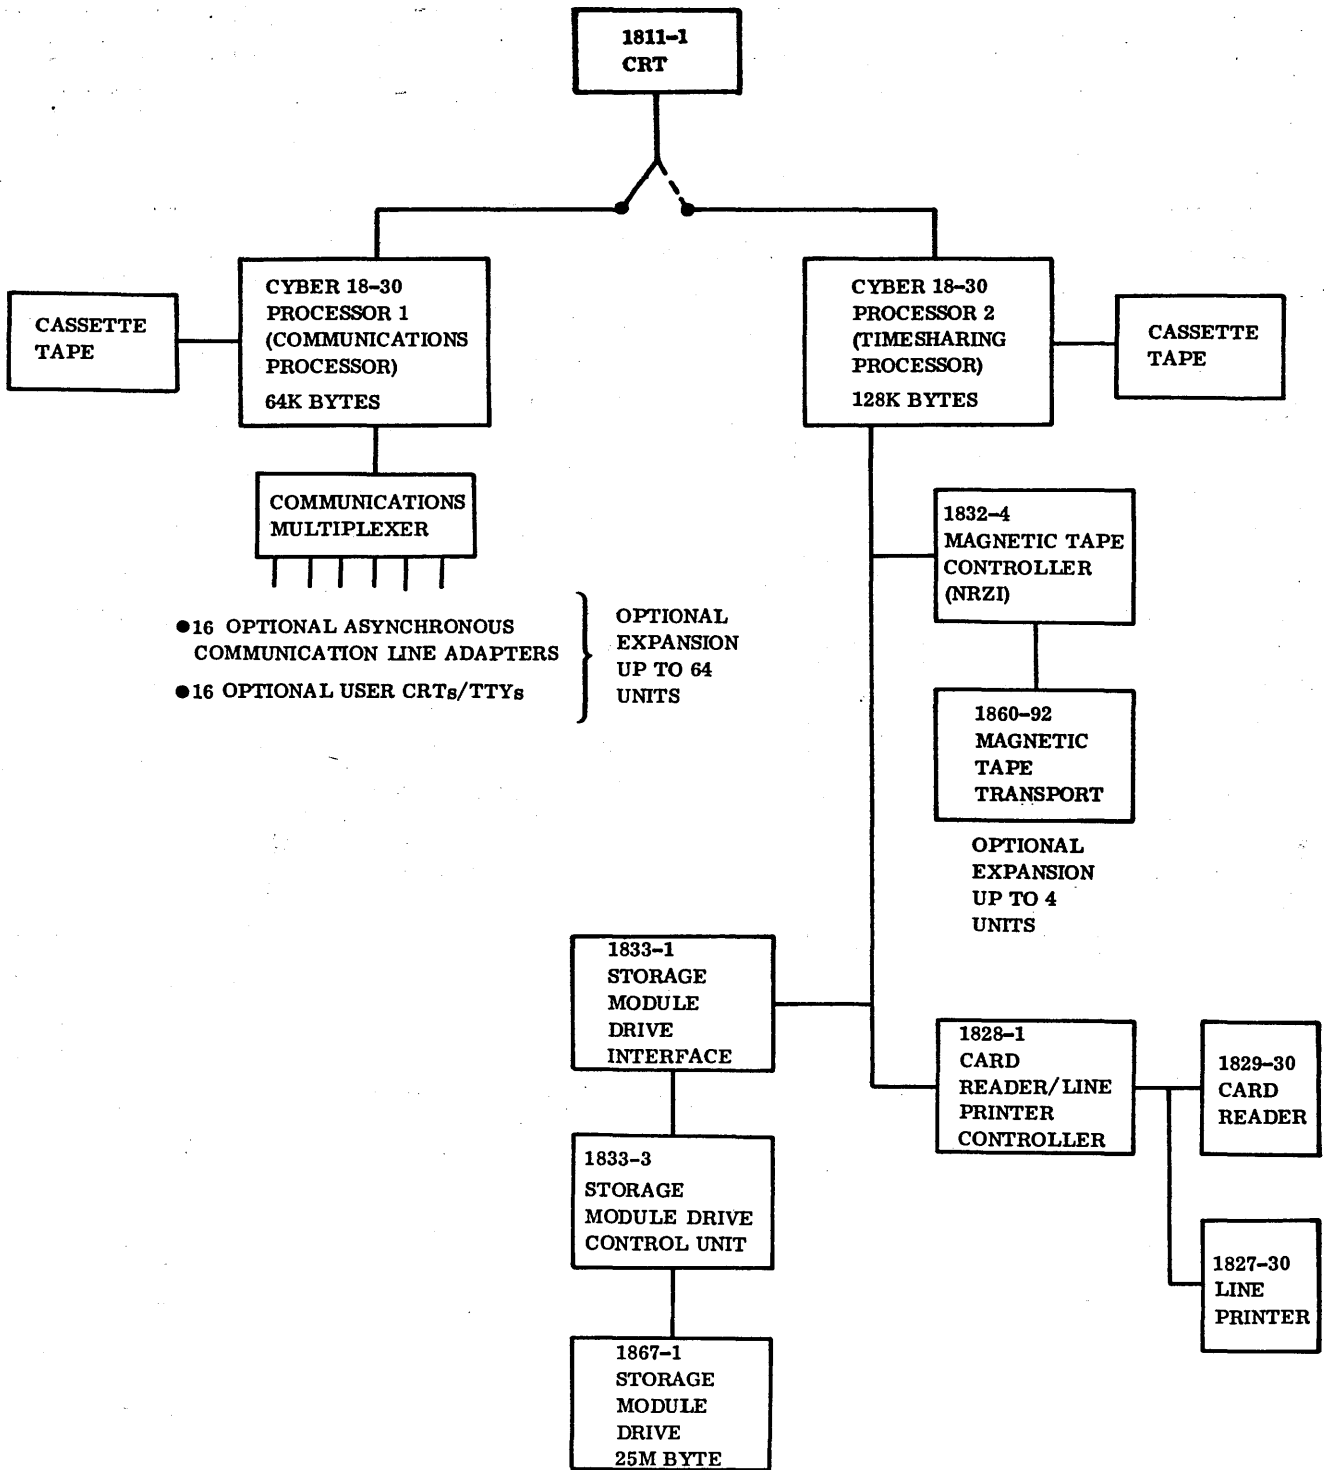 1811-1
CRT
CYBER 18-30
PROCESSOR 1
(COMMUNICATIONS
PROCESSOR)
64K BYTES
CASSETTE
TAPE
CYBER 18-30
PROCESSOR 2
(TIMESHARING
PROCESSOR)
128K BYTES
CASSETTE
TAPE
COMMUNICATIONS
MULTIPLEXER
●16 OPTIONAL ASYNCHRONOUS
COMMUNICATION LINE ADAPTERS
●16 OPTIONAL USER CRTs/TTYs
OPTIONAL
EXPANSION
UP TO 64
UNITS
1832-4
MAGNETIC TAPE
CONTROLLER
(NRZI)
1860-92
MAGNETIC
TAPE
TRANSPORT
OPTIONAL
EXPANSION
UP TO 4
UNITS
1833-1
STORAGE
MODULE
DRIVE
INTERFACE
1828-1
CARD
READER/LINE
PRINTER
CONTROLLER
1829-30
CARD
READER
1833-3
STORAGE
MODULE DRIVE
CONTROL UNIT
1827-30
LINE
PRINTER
1867-1
STORAGE
MODULE
DRIVE
25M BYTE